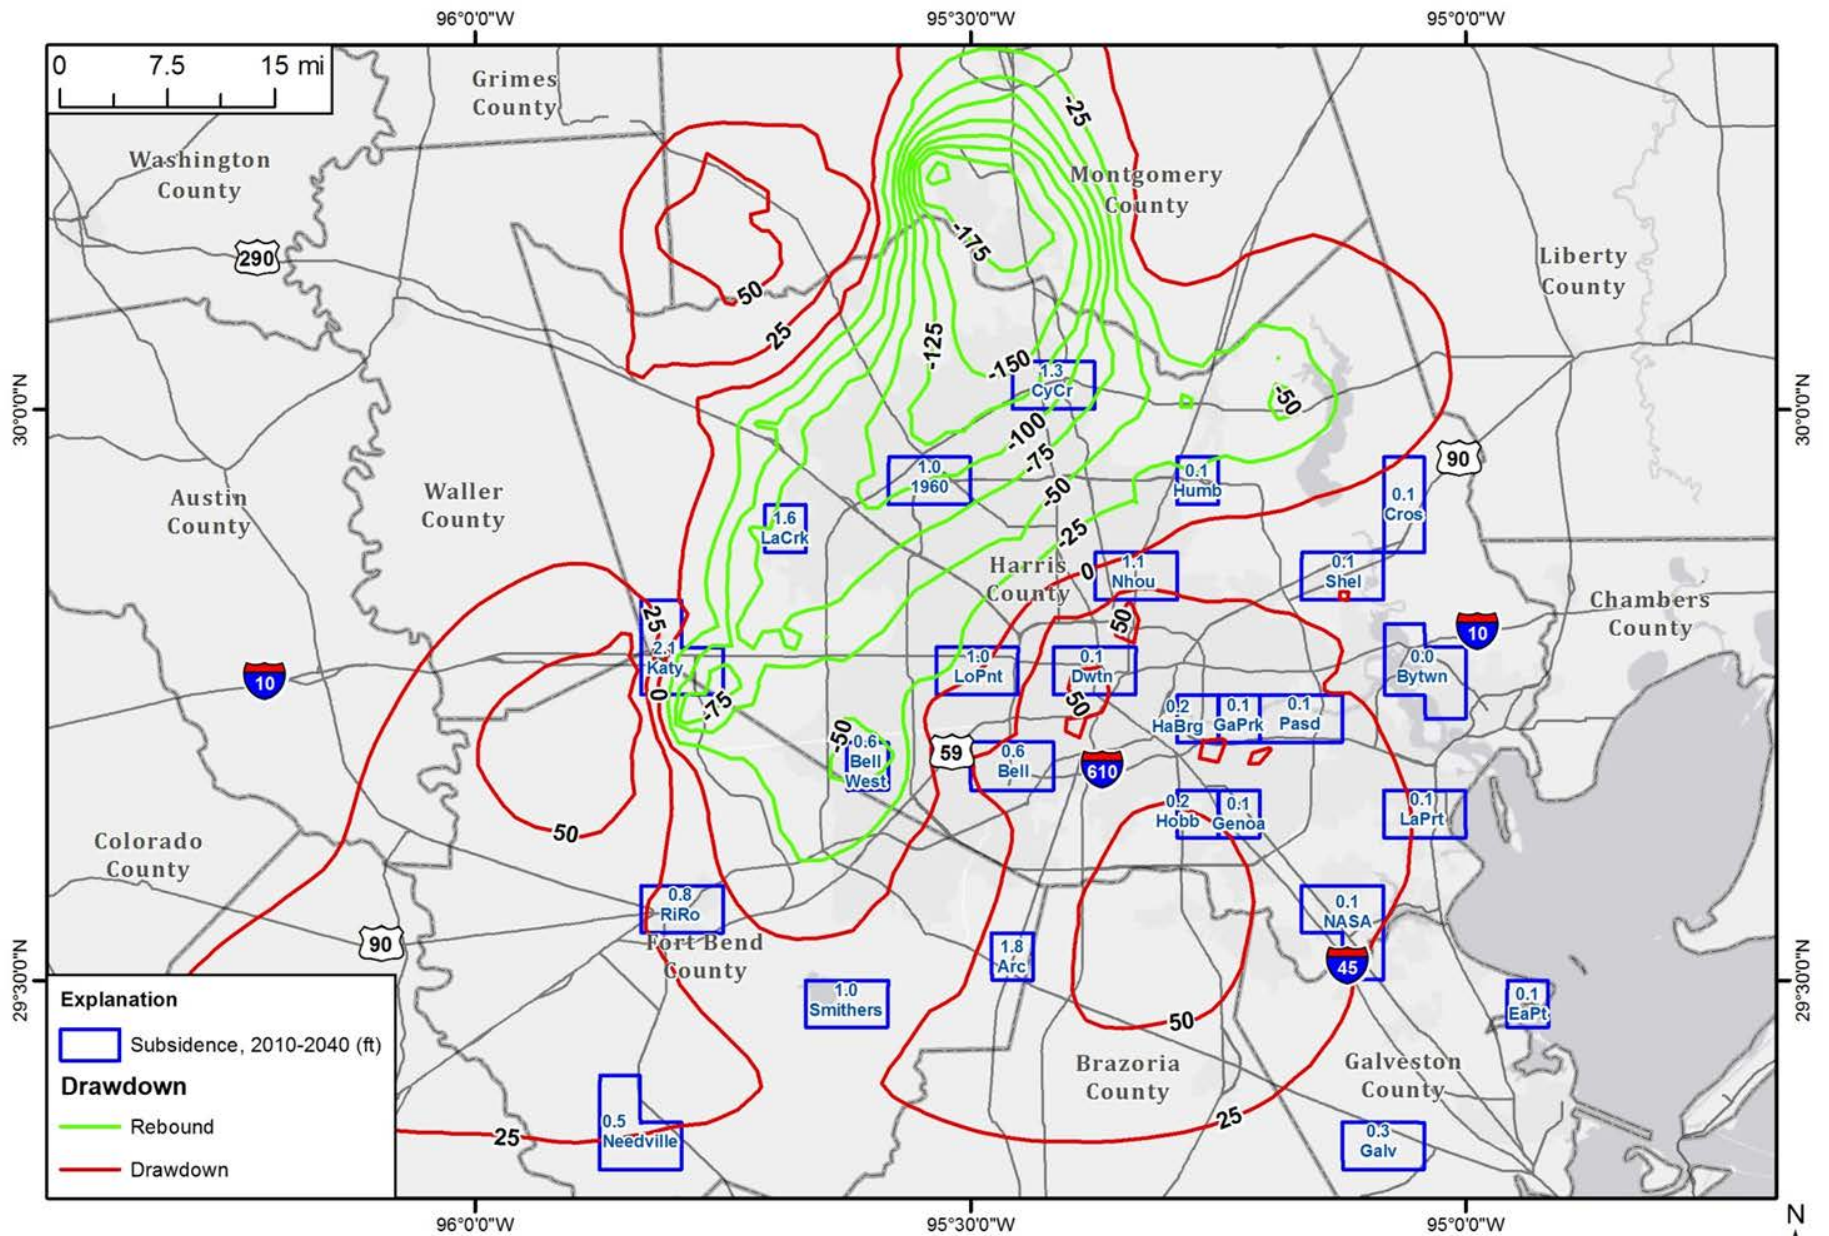 96°0'0"W
95°30'0"W
95°0'0"W
0 7.5 15 mi
Grimes
County
-25
Washington
County
Montgomery
County
290
-175
Liberty
County
50
25
-125
-150
1.3
CyCr
-50
30°0'0"N
30°0'0"N
-100
-75
90
1.0
1960
0.1
Humb
-50
0.1
Cros
Austin
County
Waller
County
1.6
LaCrk
-25
Harris
County
0
1.1
Nhou
0.1
Shel
Chambers
County
25
50
10
2.1
Katy
1.0
LoPnt
0.1
Dwtn
0.0
Bytwn
10
0
-75
50
0.2
HaBrg
0.1
GaPrk
0.1
Pasd
-50
0.6
Bell
West
59
0.6
Bell
610
50
0.2
Hobb
0.1
Genoa
0.1
LaPrt
Colorado
County
0.8
RiRo
0.1
NASA
90
Fort Bend
County
1.8
Arc
45
29°30'0"N
29°30'0"N
1.0
Smithers
0.1
EaPt
50
Brazoria
County
Galveston
County
0.5
Needville
25
25
0.3
Galv
Explanation
Subsidence, 2010-2040 (ft)
Drawdown
Rebound
Drawdown
96°0'0"W
95°30'0"W
95°0'0"W
N